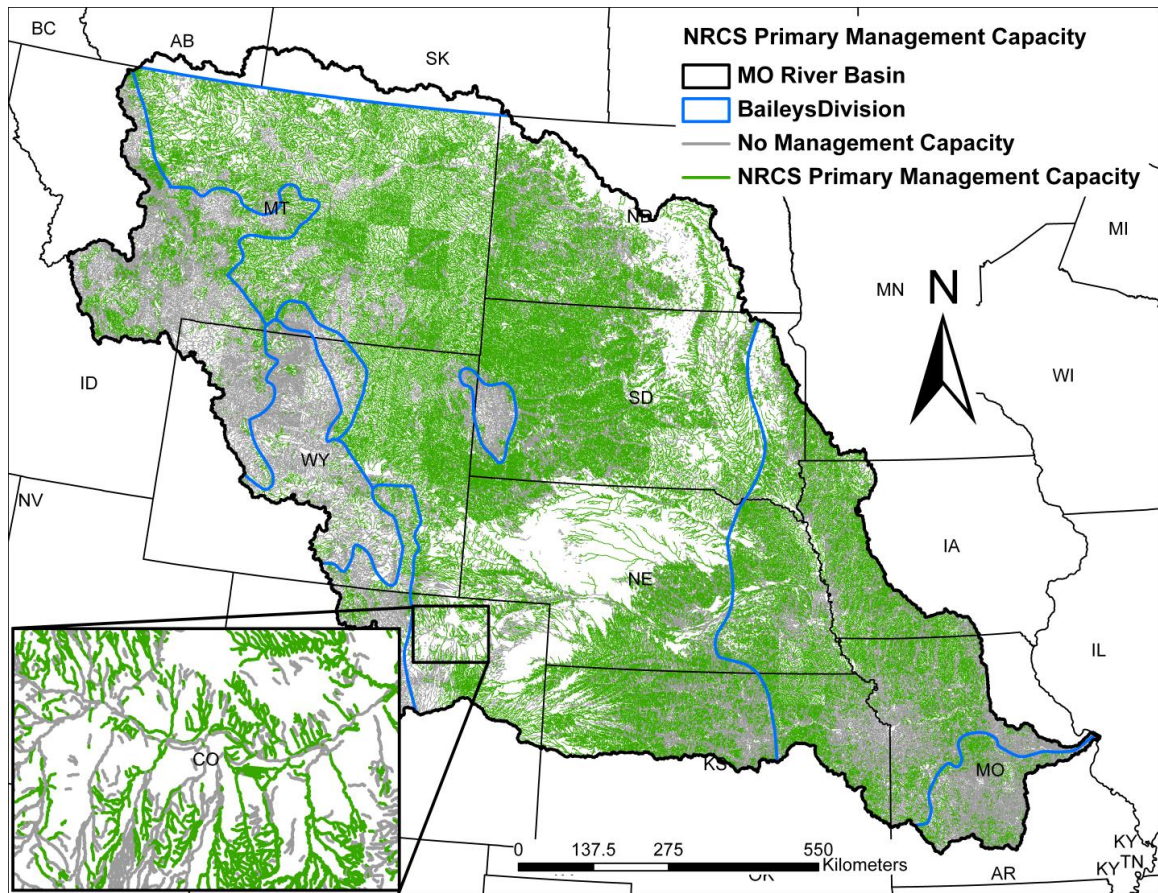 NRCS Primary Management Capacity
MO River Basin
BaileysDivision
No Management Capacity
NRCS Primary Management Capacity
BC
AB
SK
MT
MI
MN
N
ID
WI
SD
WY
NV
IA
NE
IL
CO
KS
MO
0 137.5 275 550
Kilometers
KY
TN
KY
AR